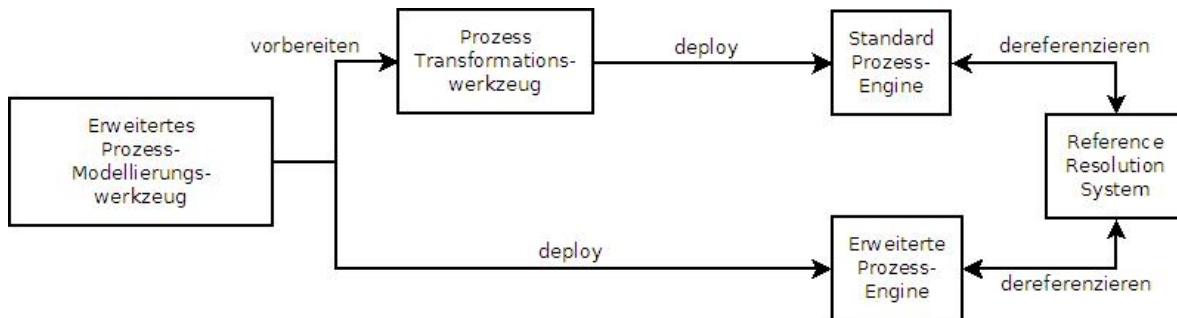 vorbereiten
Prozess
Transformations-
werkzeug
deploy
Standard
Prozess-
Engine
dereferenzieren
Erweitertes
Prozess-
Modellierungs-
werkzeug
Reference
Resolution
System
deploy
Erweiterte
Prozess-
Engine
dereferenzieren